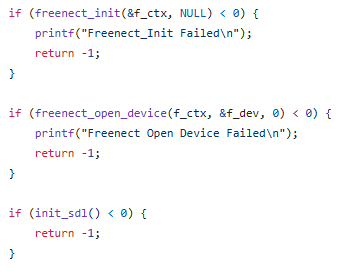 if (freenect_init(&f_ctx, NULL) < 0) {
    printf("Freenect_Init Failed\n");
    return -1;
}

if (freenect_open_device(f_ctx, &f_dev, 0) < 0) {
    printf("Freenect Open Device Failed\n");
    return -1;
}

if (init_sdl() < 0) {
    return -1;
}